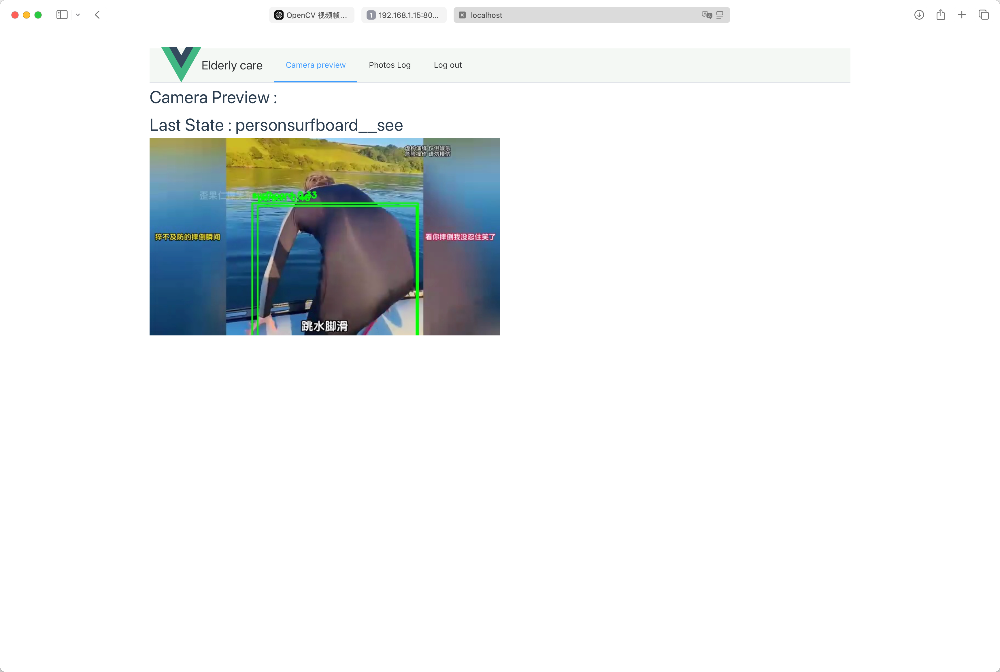 OpenCV 视频帧...
1 192.168.1.15:80...
localhost
Elderly care
Camera preview
Photos Log
Log out
Camera Preview :
Last State : personsurfboard__see
虚构演绎 仅供娱乐
危险操作 请勿模仿
歪果仁
猝不及防的摔倒瞬间
看你摔倒我没忍住笑了
跳水脚滑